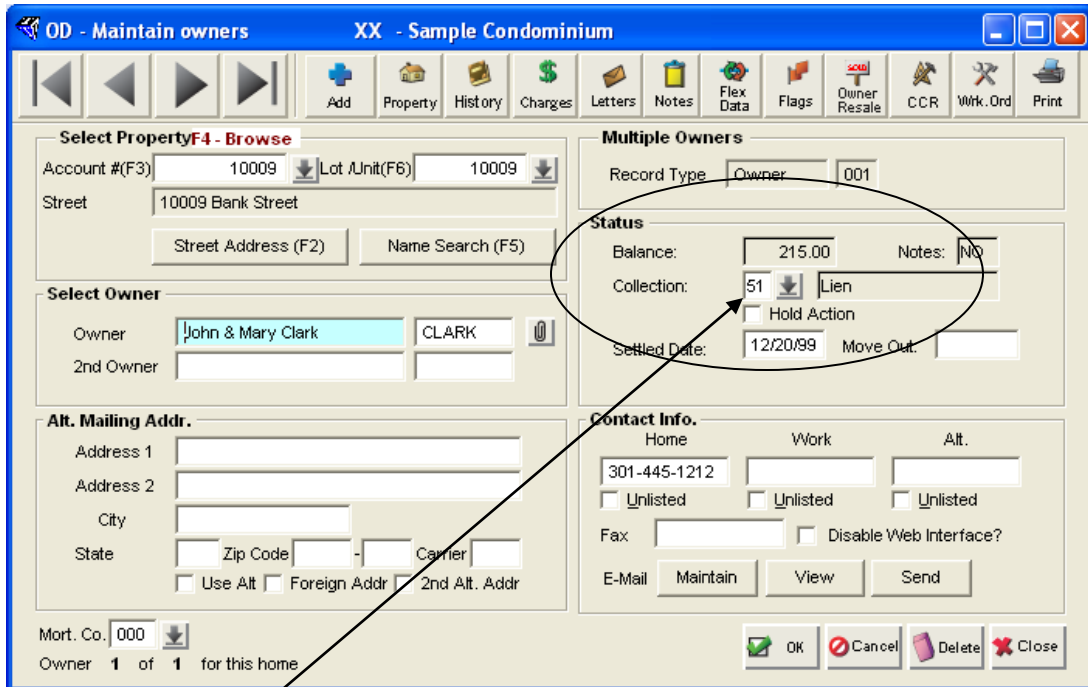 OD - Maintain owners XX - Sample Condominium
Add Property History Charges Letters Notes Flex Data Flags SOLD Owner Resale CCR Wrk.Ord Print
Select Property F4 - Browse
Account #(F3) 10009 Lot /Unit(F6) 10009
Street 10009 Bank Street
Street Address (F2) Name Search (F5)
Multiple Owners
Record Type Owner 001
Status
Balance: 215.00 Notes: NO
Collection: 51 Lien
Hold Action
Settled Date: 12/20/99 Move Out:
Select Owner
Owner John & Mary Clark CLARK
2nd Owner
Alt. Mailing Addr.
Address 1
Address 2
City
State Zip Code - Carrier
Use Alt Foreign Addr 2nd Alt. Addr
Contact Info.
Home Work Alt.
301-445-1212
Unlisted Unlisted Unlisted
Fax Disable Web Interface?
E-Mail Maintain View Send
Mort. Co. 000
Owner 1 of 1 for this home
OK Cancel Delete Close